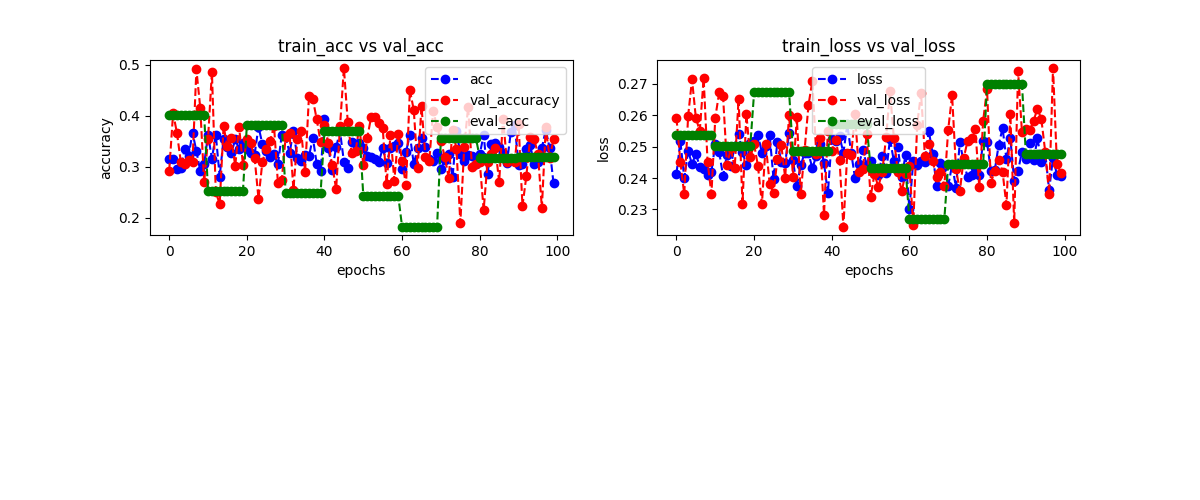 train_acc vs val_acc
accuracy
0.5
0.4
0.3
0.2
acc
val_accuracy
eval_acc
0 20 40 60 80 100
epochs
train_loss vs val_loss
loss
0.27
0.26
0.25
0.24
0.23
loss
val_loss
eval_loss
0 20 40 60 80 100
epochs